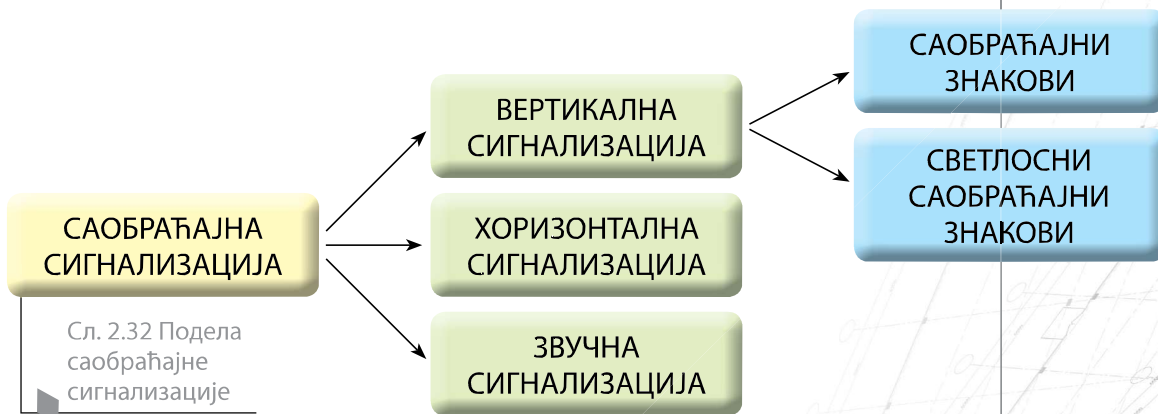 САОБРАЋАЈНА
СИГНАЛИЗАЦИЈА
ВЕРТИКАЛНА
СИГНАЛИЗАЦИЈА
ХОРИЗОНТАЛНА
СИГНАЛИЗАЦИЈА
ЗВУЧНА
СИГНАЛИЗАЦИЈА
САОБРАЋАЈНИ
ЗНАКОВИ
СВЕТЛОСНИ
САОБРАЋАЈНИ
ЗНАКОВИ
Сл. 2.32 Подела
саобраћајне
сигнализације